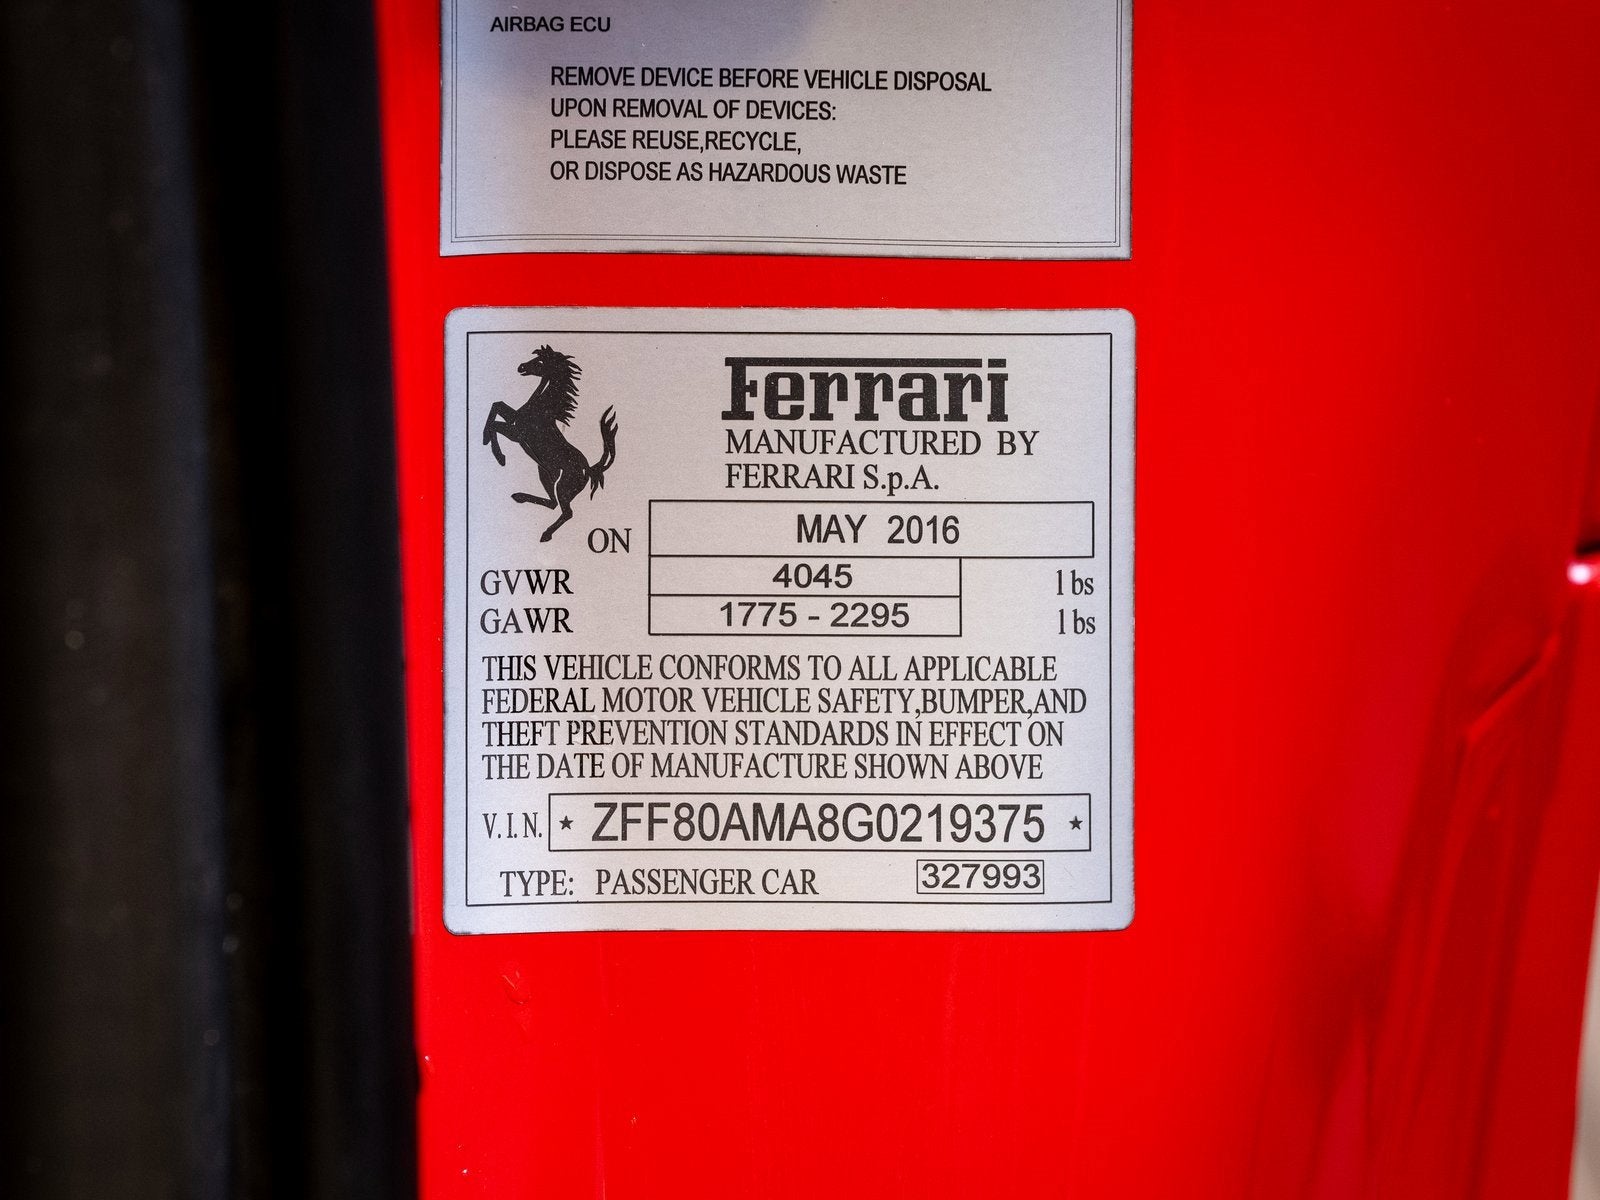 AIRBAG ECU
REMOVE DEVICE BEFORE VEHICLE DISPOSAL
UPON REMOVAL OF DEVICES:
PLEASE REUSE,RECYCLE,
OR DISPOSE AS HAZARDOUS WASTE
Ferrari
MANUFACTURED BY
FERRARI S.p.A.
ON MAY 2016
GVWR 4045 lbs
GAWR 1775 - 2295 lbs
THIS VEHICLE CONFORMS TO ALL APPLICABLE
FEDERAL MOTOR VEHICLE SAFETY,BUMPER,AND
THEFT PREVENTION STANDARDS IN EFFECT ON
THE DATE OF MANUFACTURE SHOWN ABOVE
V.I.N. ★ ZFF80AMA8G0219375 ★
TYPE: PASSENGER CAR 327993